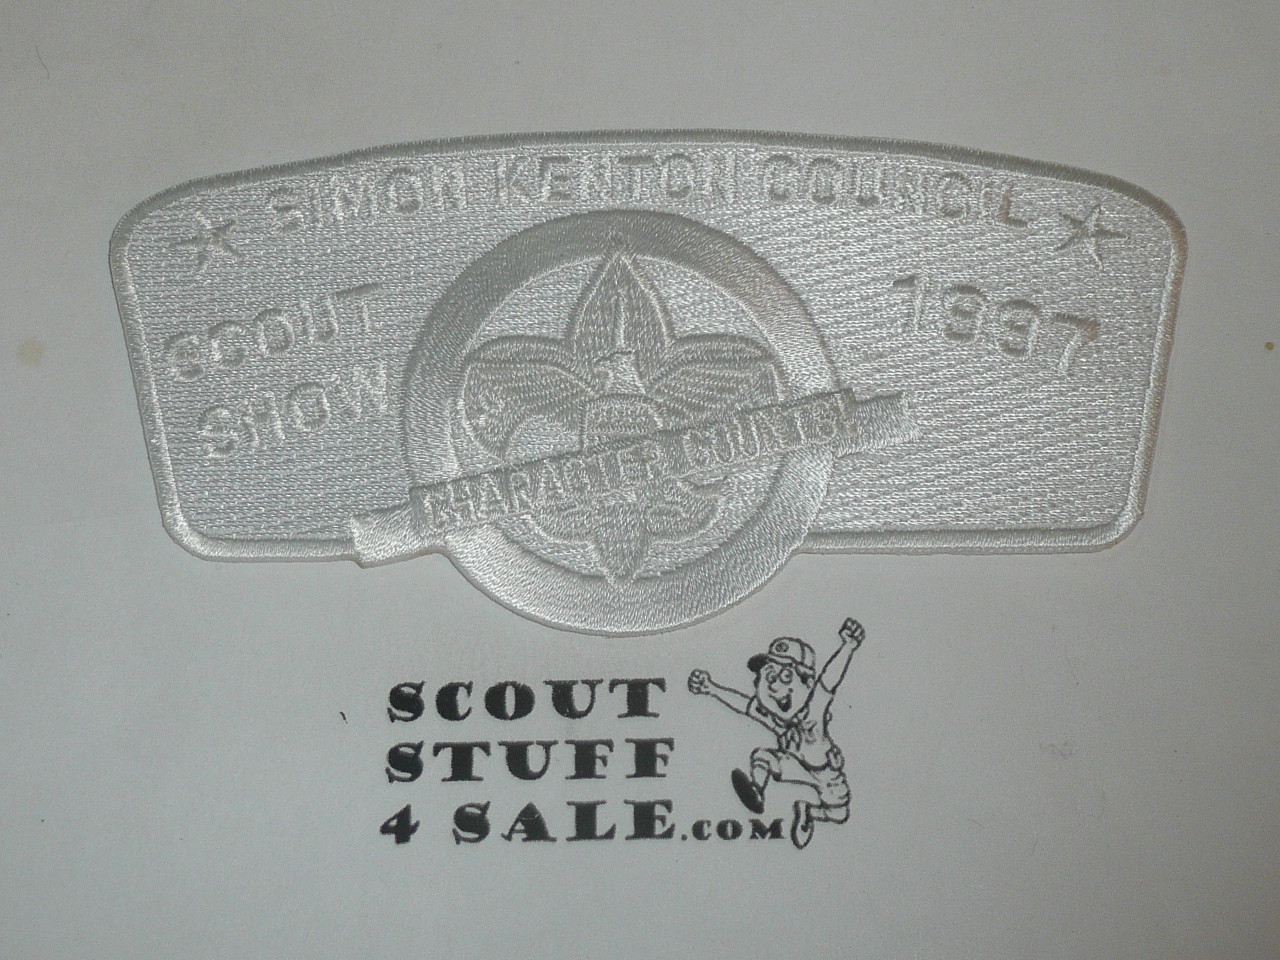 SIMON KENTON COUNCIL
SCOUT
SHOW
1997
CHARACTER COUNTS!
SCOUT
STUFF
4 SALE.COM